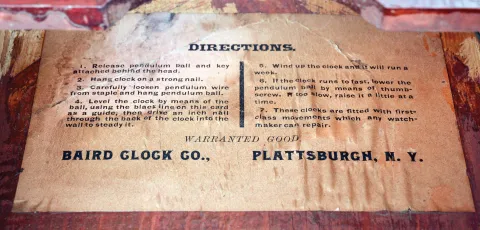 DIRECTIONS.
1. Release pendulum ball and key
attached behind the head.
2. Hang clock on a strong nail.
3. Carefully loosen pendulum wire
from staple and hang pendulum ball.
4. Level the clock by means of the
ball, using the black line on this card
as a guide, then drive an inch nail
through the back of the clock into the
wall to steady it.
5. Wind up the clock and it will run a
week.
6. If the clock runs to fast, lower the
pendulum ball by means of thumb-
screw. If too slow, raise it a little at a
time.
7. These clocks are fitted with first-
class movements which any watch-
maker can repair.
WARRANTED GOOD.
BAIRD CLOCK CO., PLATTSBURGH, N. Y.